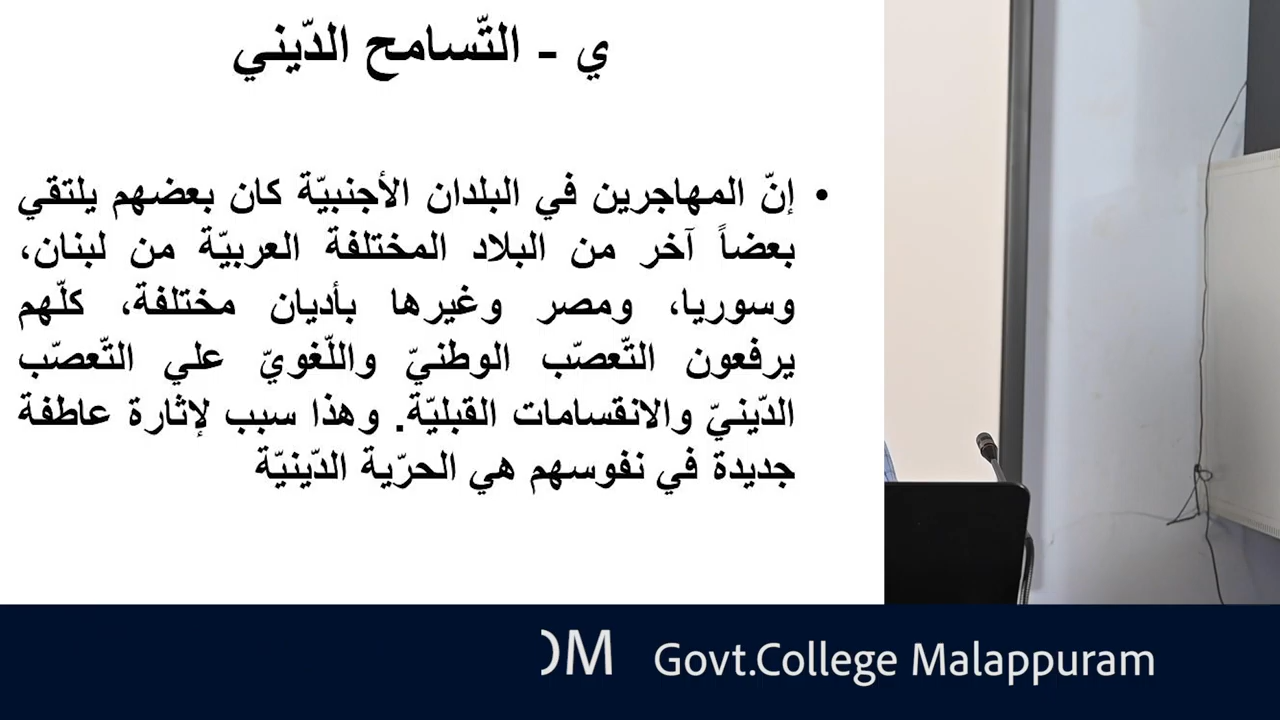 ي - التّسامح الدّيني
• إنّ المهاجرين في البلدان الأجنبيّة كان بعضهم يلتقي
بعضاً آخر من البلاد المختلفة العربيّة من لبنان،
وسوريا، ومصر وغيرها بأديان مختلفة، كلّهم
يرفعون التّعصّب الوطنيّ واللّغويّ علي التّعصّب
الدّينيّ والانقسامات القبليّة. وهذا سبب لإثارة عاطفة
جديدة في نفوسهم هي الحرّية الدّينيّة
OM Govt.College Malappuram